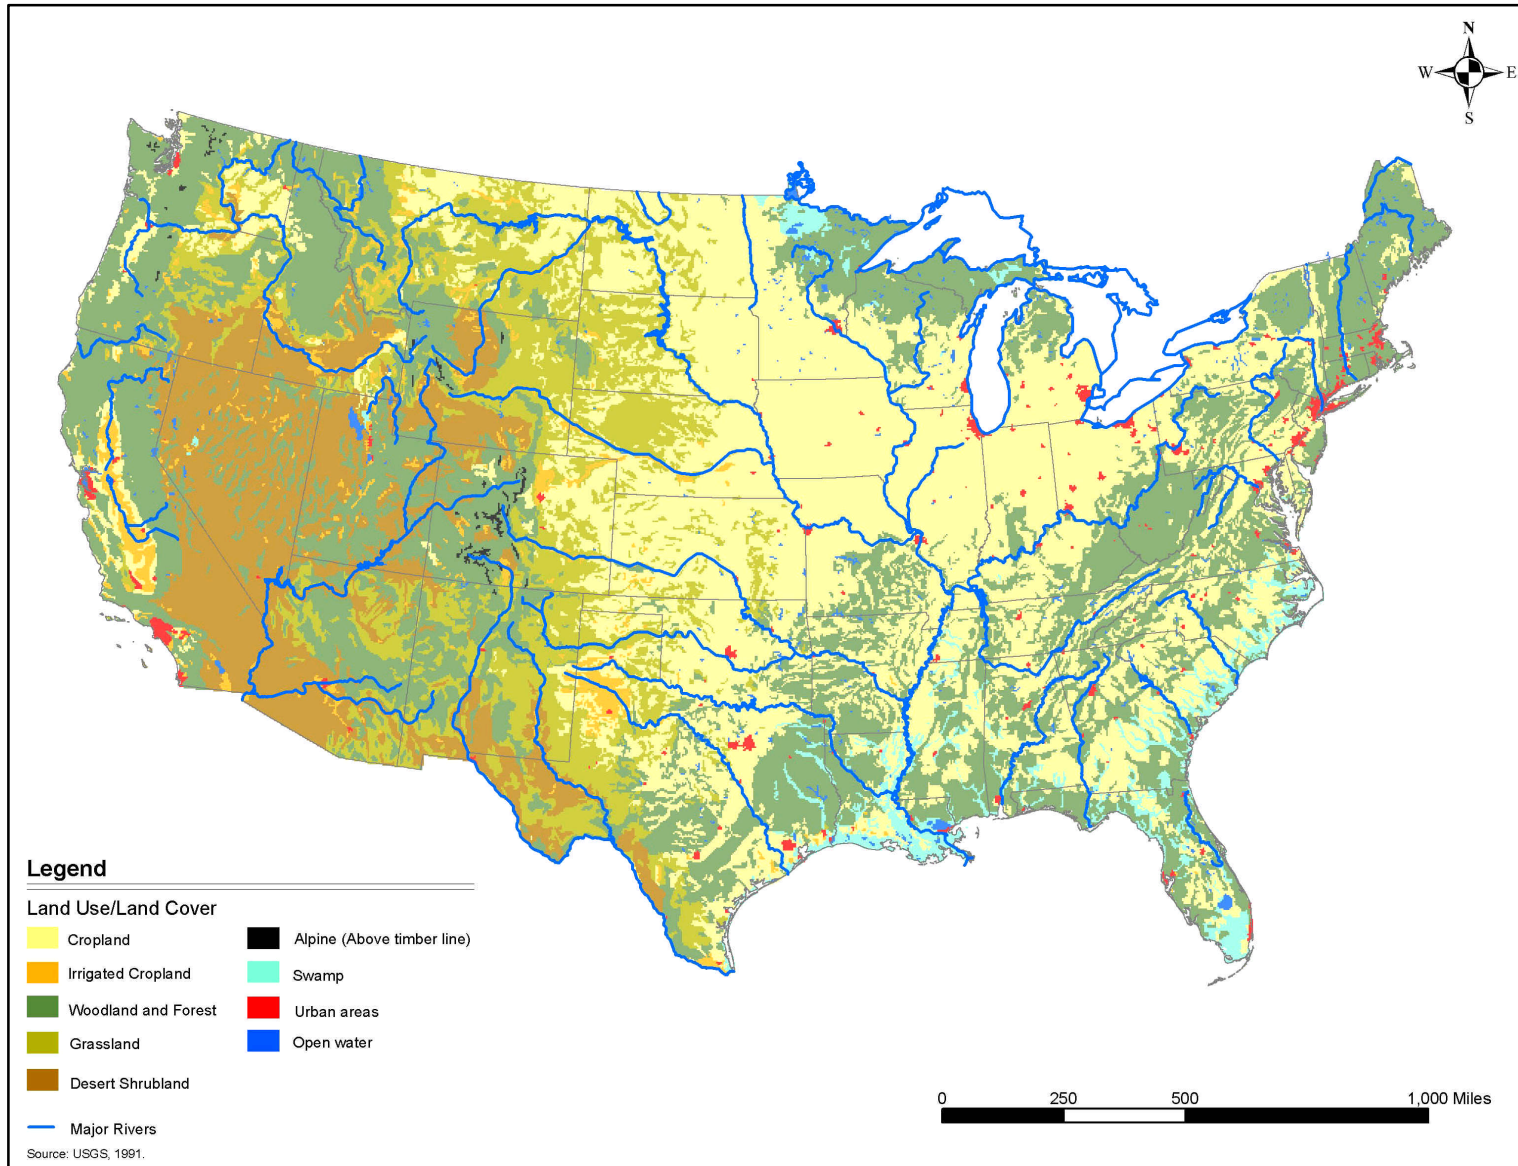 N
W E
S
Legend
Land Use/Land Cover
Cropland
Irrigated Cropland
Woodland and Forest
Grassland
Desert Shrubland
Major Rivers
Alpine (Above timber line)
Swamp
Urban areas
Open water
Source: USGS, 1991.
0 250 500 1,000 Miles